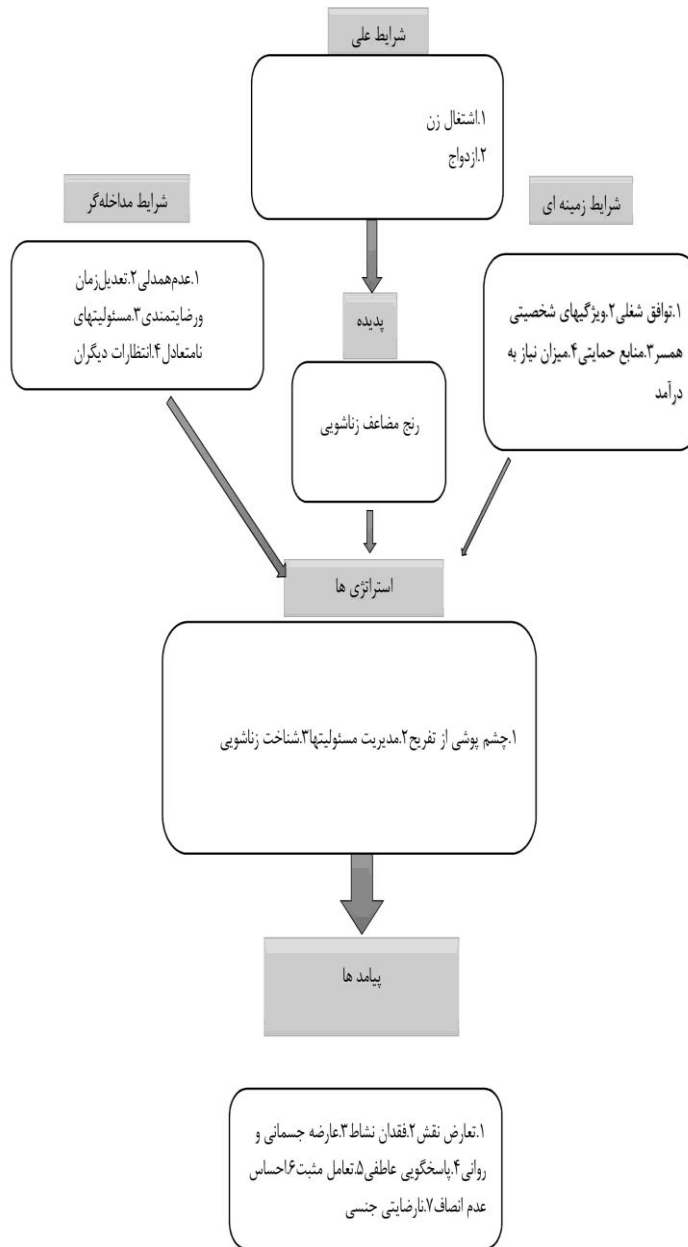 شرایط علی
۱.اشتغال زن
۲.ازدواج
شرایط زمینه ای
۱.توافق شغلی۲.ویژگیهای شخصیتی
همسر۳.منابع حمایتی۴.میزان نیاز به
درآمد
شرایط مداخله‌گر
۱.عدم‌همدلی۲.تعدیل‌زمان
ورضایتمندی۳.مسئولیتهای
نامتعادل۴.انتظارات دیگران
پدیده
رنج مضاعف زناشویی
استراتژی ها
۱.چشم پوشی از تفریح۲.مدیریت مسئولیتها۳.شناخت زناشویی
پیامد ها
۱.تعارض نقش۲.فقدان نشاط۳.عارضه جسمانی و
روانی۴.پاسخگویی عاطفی۵.تعامل مثبت۶.احساس
عدم انصاف۷.نارضایتی جنسی